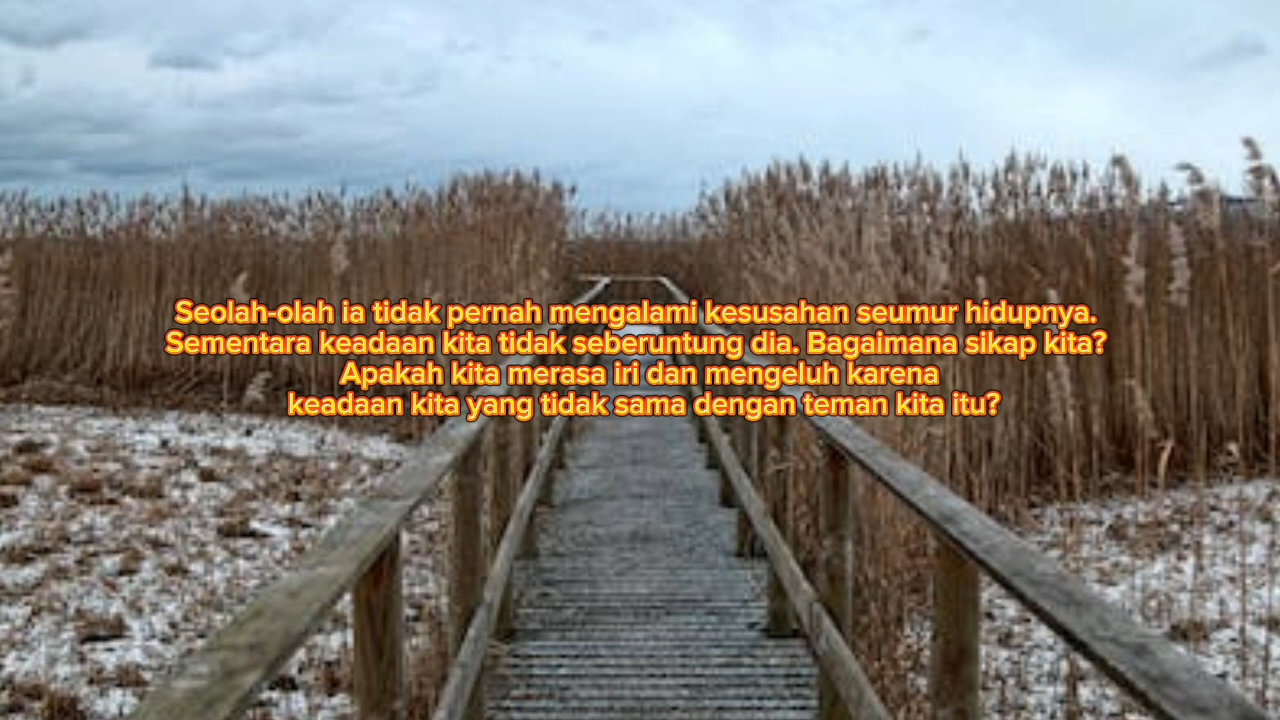 Seolah-olah ia tidak pernah mengalami kesusahan seumur hidupnya.
Sementara keadaan kita tidak seberuntung dia. Bagaimana sikap kita?
Apakah kita merasa iri dan mengeluh karena
keadaan kita yang tidak sama dengan teman kita itu?